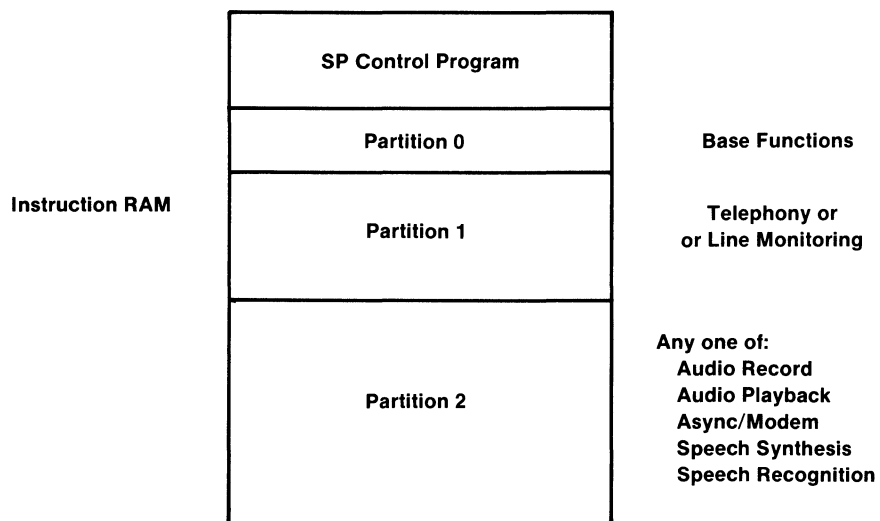 SP Control Program
Partition 0
Base Functions
Instruction RAM
Partition 1
Telephony or
or Line Monitoring
Partition 2
Any one of:
Audio Record
Audio Playback
Async/Modem
Speech Synthesis
Speech Recognition